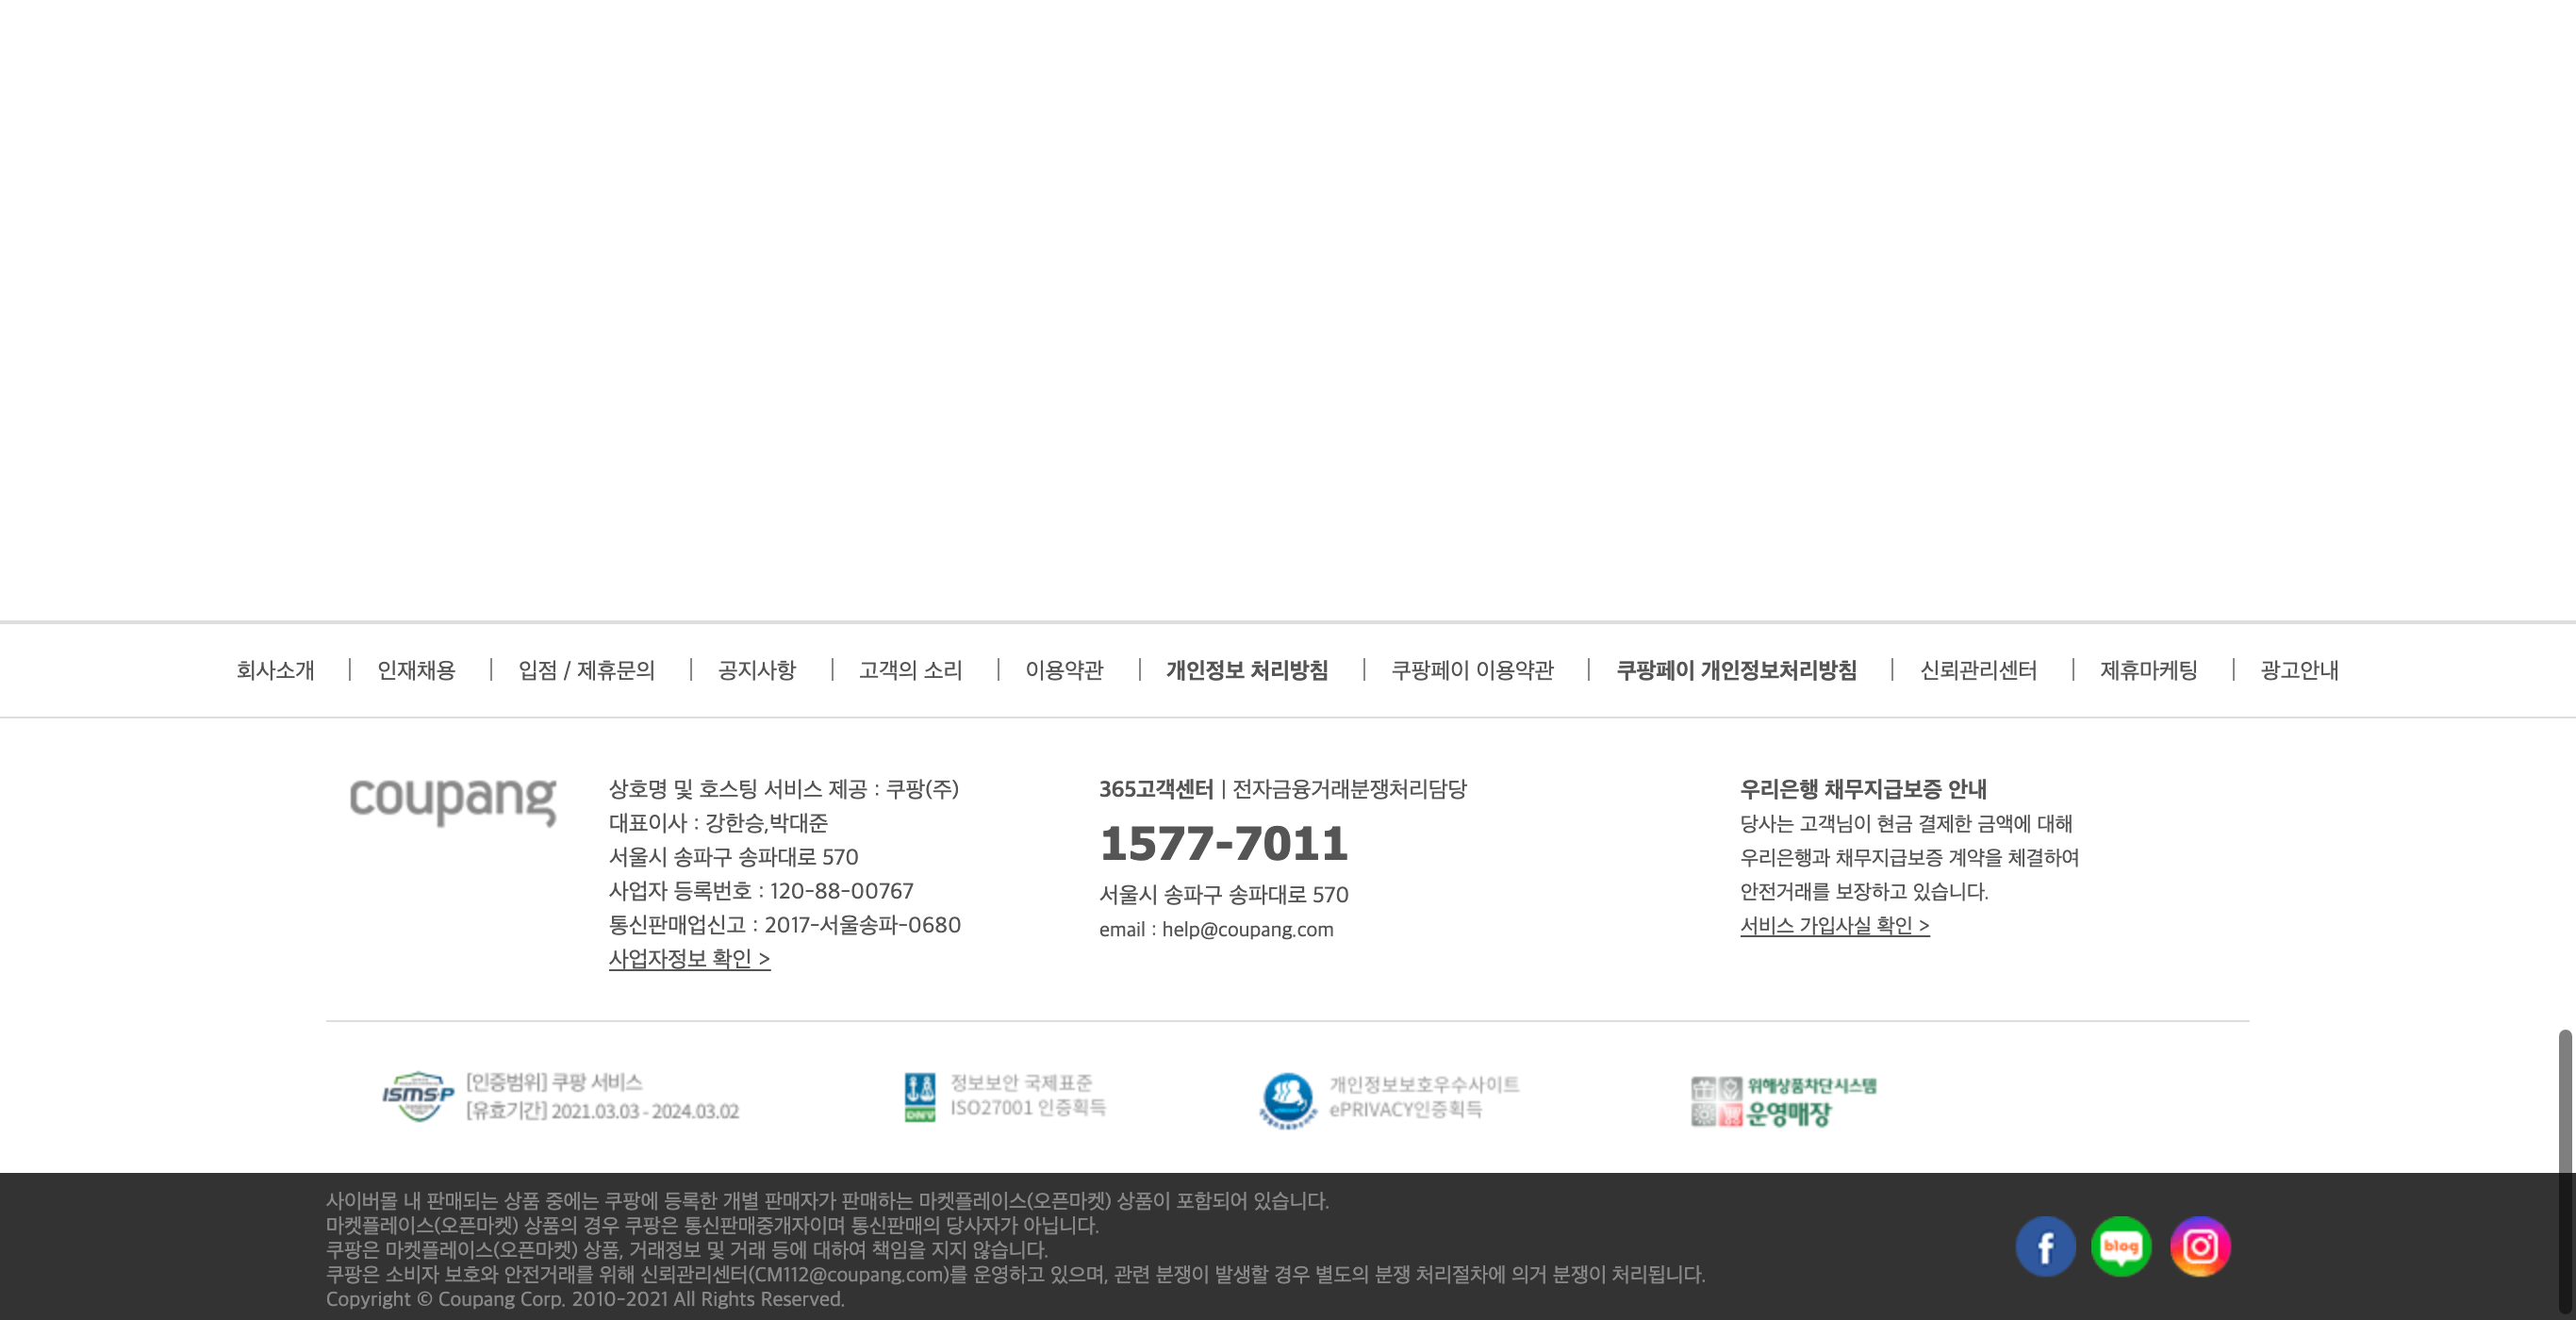 회사소개 | 인재채용 | 입점 / 제휴문의 | 공지사항 | 고객의 소리 | 이용약관 | 개인정보 처리방침 | 쿠팡페이 이용약관 | 쿠팡페이 개인정보처리방침 | 신뢰관리센터 | 제휴마케팅 | 광고안내
coupang
상호명 및 호스팅 서비스 제공 : 쿠팡(주)
대표이사 : 강한승,박대준
서울시 송파구 송파대로 570
사업자 등록번호 : 120-88-00767
통신판매업신고 : 2017-서울송파-0680
사업자정보 확인 >
365고객센터 | 전자금융거래분쟁처리담당
1577-7011
서울시 송파구 송파대로 570
email : help@coupang.com
우리은행 채무지급보증 안내
당사는 고객님이 현금 결제한 금액에 대해
우리은행과 채무지급보증 계약을 체결하여
안전거래를 보장하고 있습니다.
서비스 가입사실 확인 >
ISMS-P
[인증범위] 쿠팡 서비스
[유효기간] 2021.03.03 - 2024.03.02
DNV
정보보안 국제표준
ISO27001 인증획득
개인정보보호우수사이트
ePRIVACY인증획득
위해상품차단시스템
운영매장
사이버몰 내 판매되는 상품 중에는 쿠팡에 등록한 개별 판매자가 판매하는 마켓플레이스(오픈마켓) 상품이 포함되어 있습니다.
마켓플레이스(오픈마켓) 상품의 경우 쿠팡은 통신판매중개자이며 통신판매의 당사자가 아닙니다.
쿠팡은 마켓플레이스(오픈마켓) 상품, 거래정보 및 거래 등에 대하여 책임을 지지 않습니다.
쿠팡은 소비자 보호와 안전거래를 위해 신뢰관리센터(CM112@coupang.com)를 운영하고 있으며, 관련 분쟁이 발생할 경우 별도의 분쟁 처리절차에 의거 분쟁이 처리됩니다.
Copyright © Coupang Corp. 2010-2021 All Rights Reserved.
f
blog